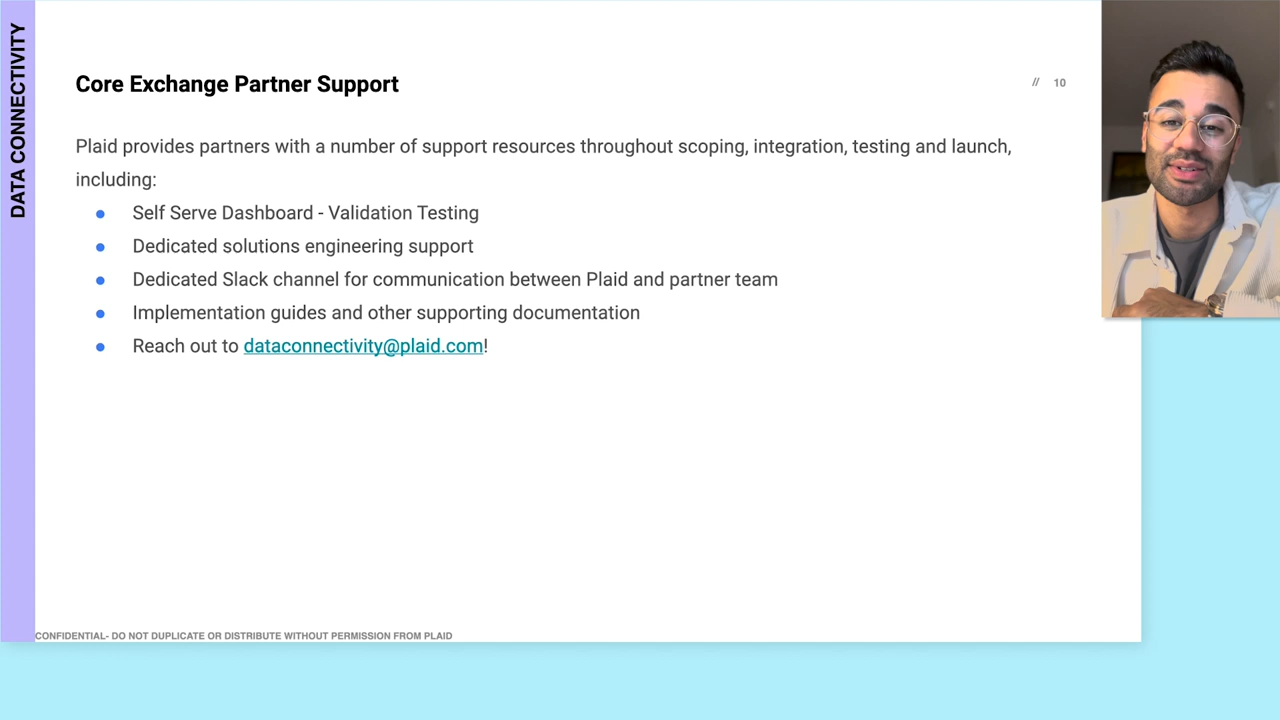 DATA CONNECTIVITY
Core Exchange Partner Support
// 10
Plaid provides partners with a number of support resources throughout scoping, integration, testing and launch,
including:
● Self Serve Dashboard - Validation Testing
● Dedicated solutions engineering support
● Dedicated Slack channel for communication between Plaid and partner team
● Implementation guides and other supporting documentation
● Reach out to dataconnectivity@plaid.com!
CONFIDENTIAL- DO NOT DUPLICATE OR DISTRIBUTE WITHOUT PERMISSION FROM PLAID